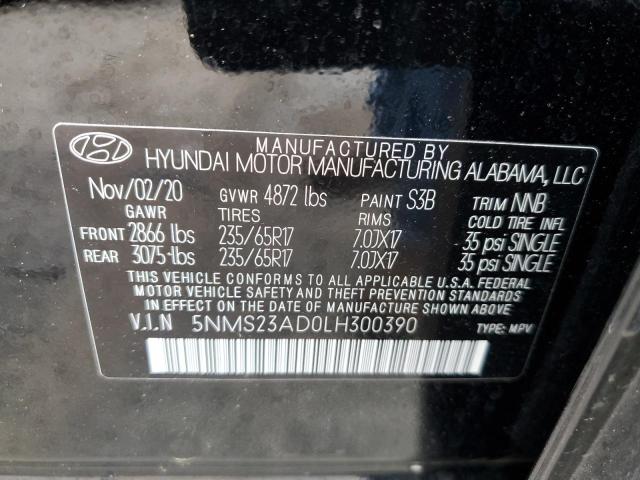 MANUFACTURED BY
HYUNDAI MOTOR MANUFACTURING ALABAMA, LLC
Nov/02/20 GVWR 4872 lbs PAINT S3B TRIM NNB
GAWR TIRES RIMS COLD TIRE INFL
FRONT 2866 lbs 235/65R17 7.0JX17 35 psi SINGLE
REAR 3075 lbs 235/65R17 7.0JX17 35 psi SINGLE
THIS VEHICLE CONFORMS TO ALL APPLICABLE U.S.A. FEDERAL
MOTOR VEHICLE SAFETY, BUMPER, AND THEFT PREVENTION STANDARDS
IN EFFECT ON THE DATE OF MANUFACTURE SHOWN ABOVE
V.I.N 5NMS23AD0LH300390 TYPE: MPV